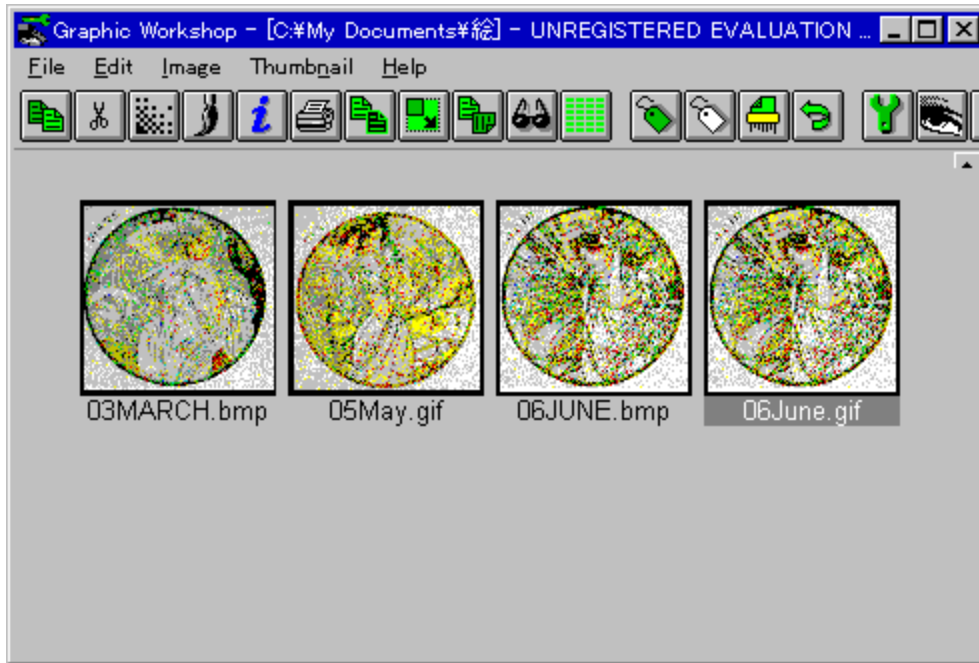 Graphic Workshop - [C:¥My Documents¥絵] - UNREGISTERED EVALUATION ...
File Edit Image Thumbnail Help
03MARCH.bmp 05May.gif 06JUNE.bmp 06June.gif